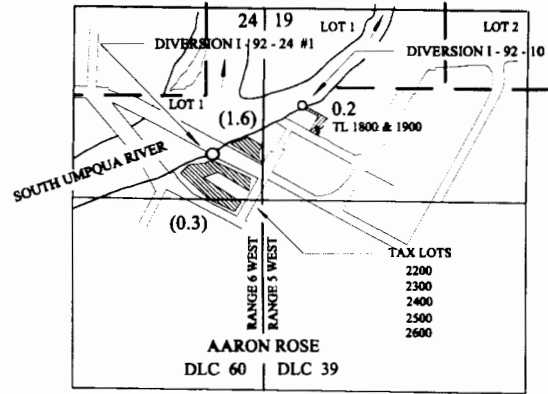 24 19
LOT 1
LOT 2
DIVERSION I - 92 - 24 #1
DIVERSION I - 92 - 10
LOT 1
(1.6)
0.2
TL 1800 & 1900
SOUTH UMPQUA RIVER
(0.3)
TAX LOTS
2200
2300
2400
2500
2600
RANGE 6 WEST
RANGE 5 WEST
AARON ROSE
DLC 60 DLC 39